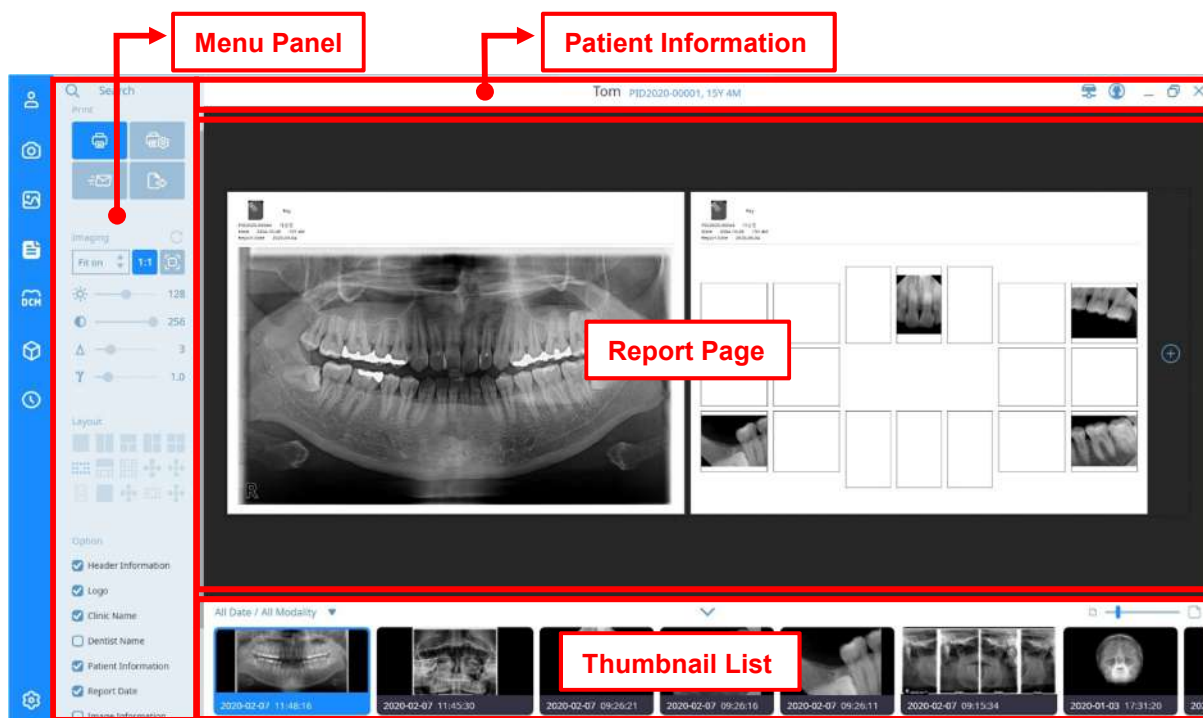 Menu Panel
Patient Information
Search
Tom PID2020-00001, 15Y 4M
Print
Imaging
Fit on
1:1
128
256
3
1.0
Layout
Option
Header Information
Logo
Clinic Name
Dentist Name
Patient Information
Report Date
Image Information
DCM
Ray
Ray
R
Report Page
All Date / All Modality
Thumbnail List
2020-02-07 11:48:16
2020-02-07 11:45:30
2020-02-07 09:26:21
2020-02-07 09:26:16
2020-02-07 09:26:11
2020-02-07 09:15:34
2020-01-03 17:31:20